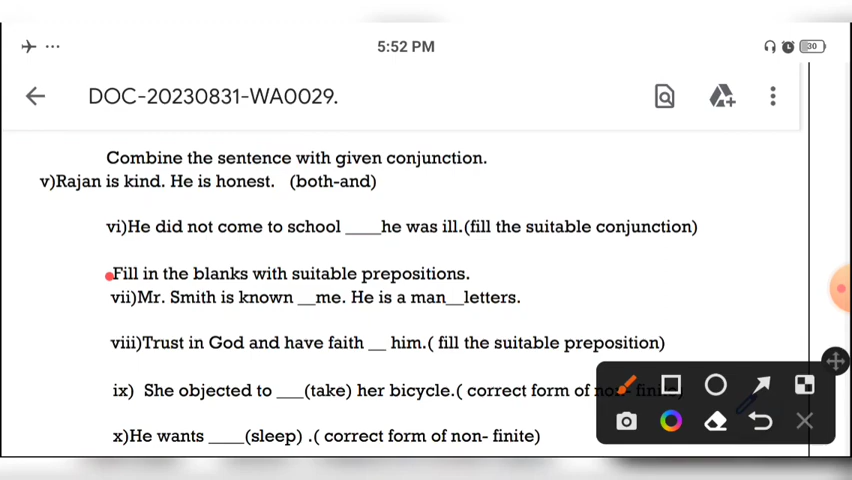 5:52 PM
30
DOC-20230831-WA0029.
Combine the sentence with given conjunction.
v)Rajan is kind. He is honest. (both-and)
vi)He did not come to school ____he was ill.(fill the suitable conjunction)
Fill in the blanks with suitable prepositions.
vii)Mr. Smith is known __me. He is a man__letters.
viii)Trust in God and have faith __ him.( fill the suitable preposition)
ix) She objected to ___(take) her bicycle.( correct form of non- finite)
x)He wants ____(sleep) .( correct form of non- finite)